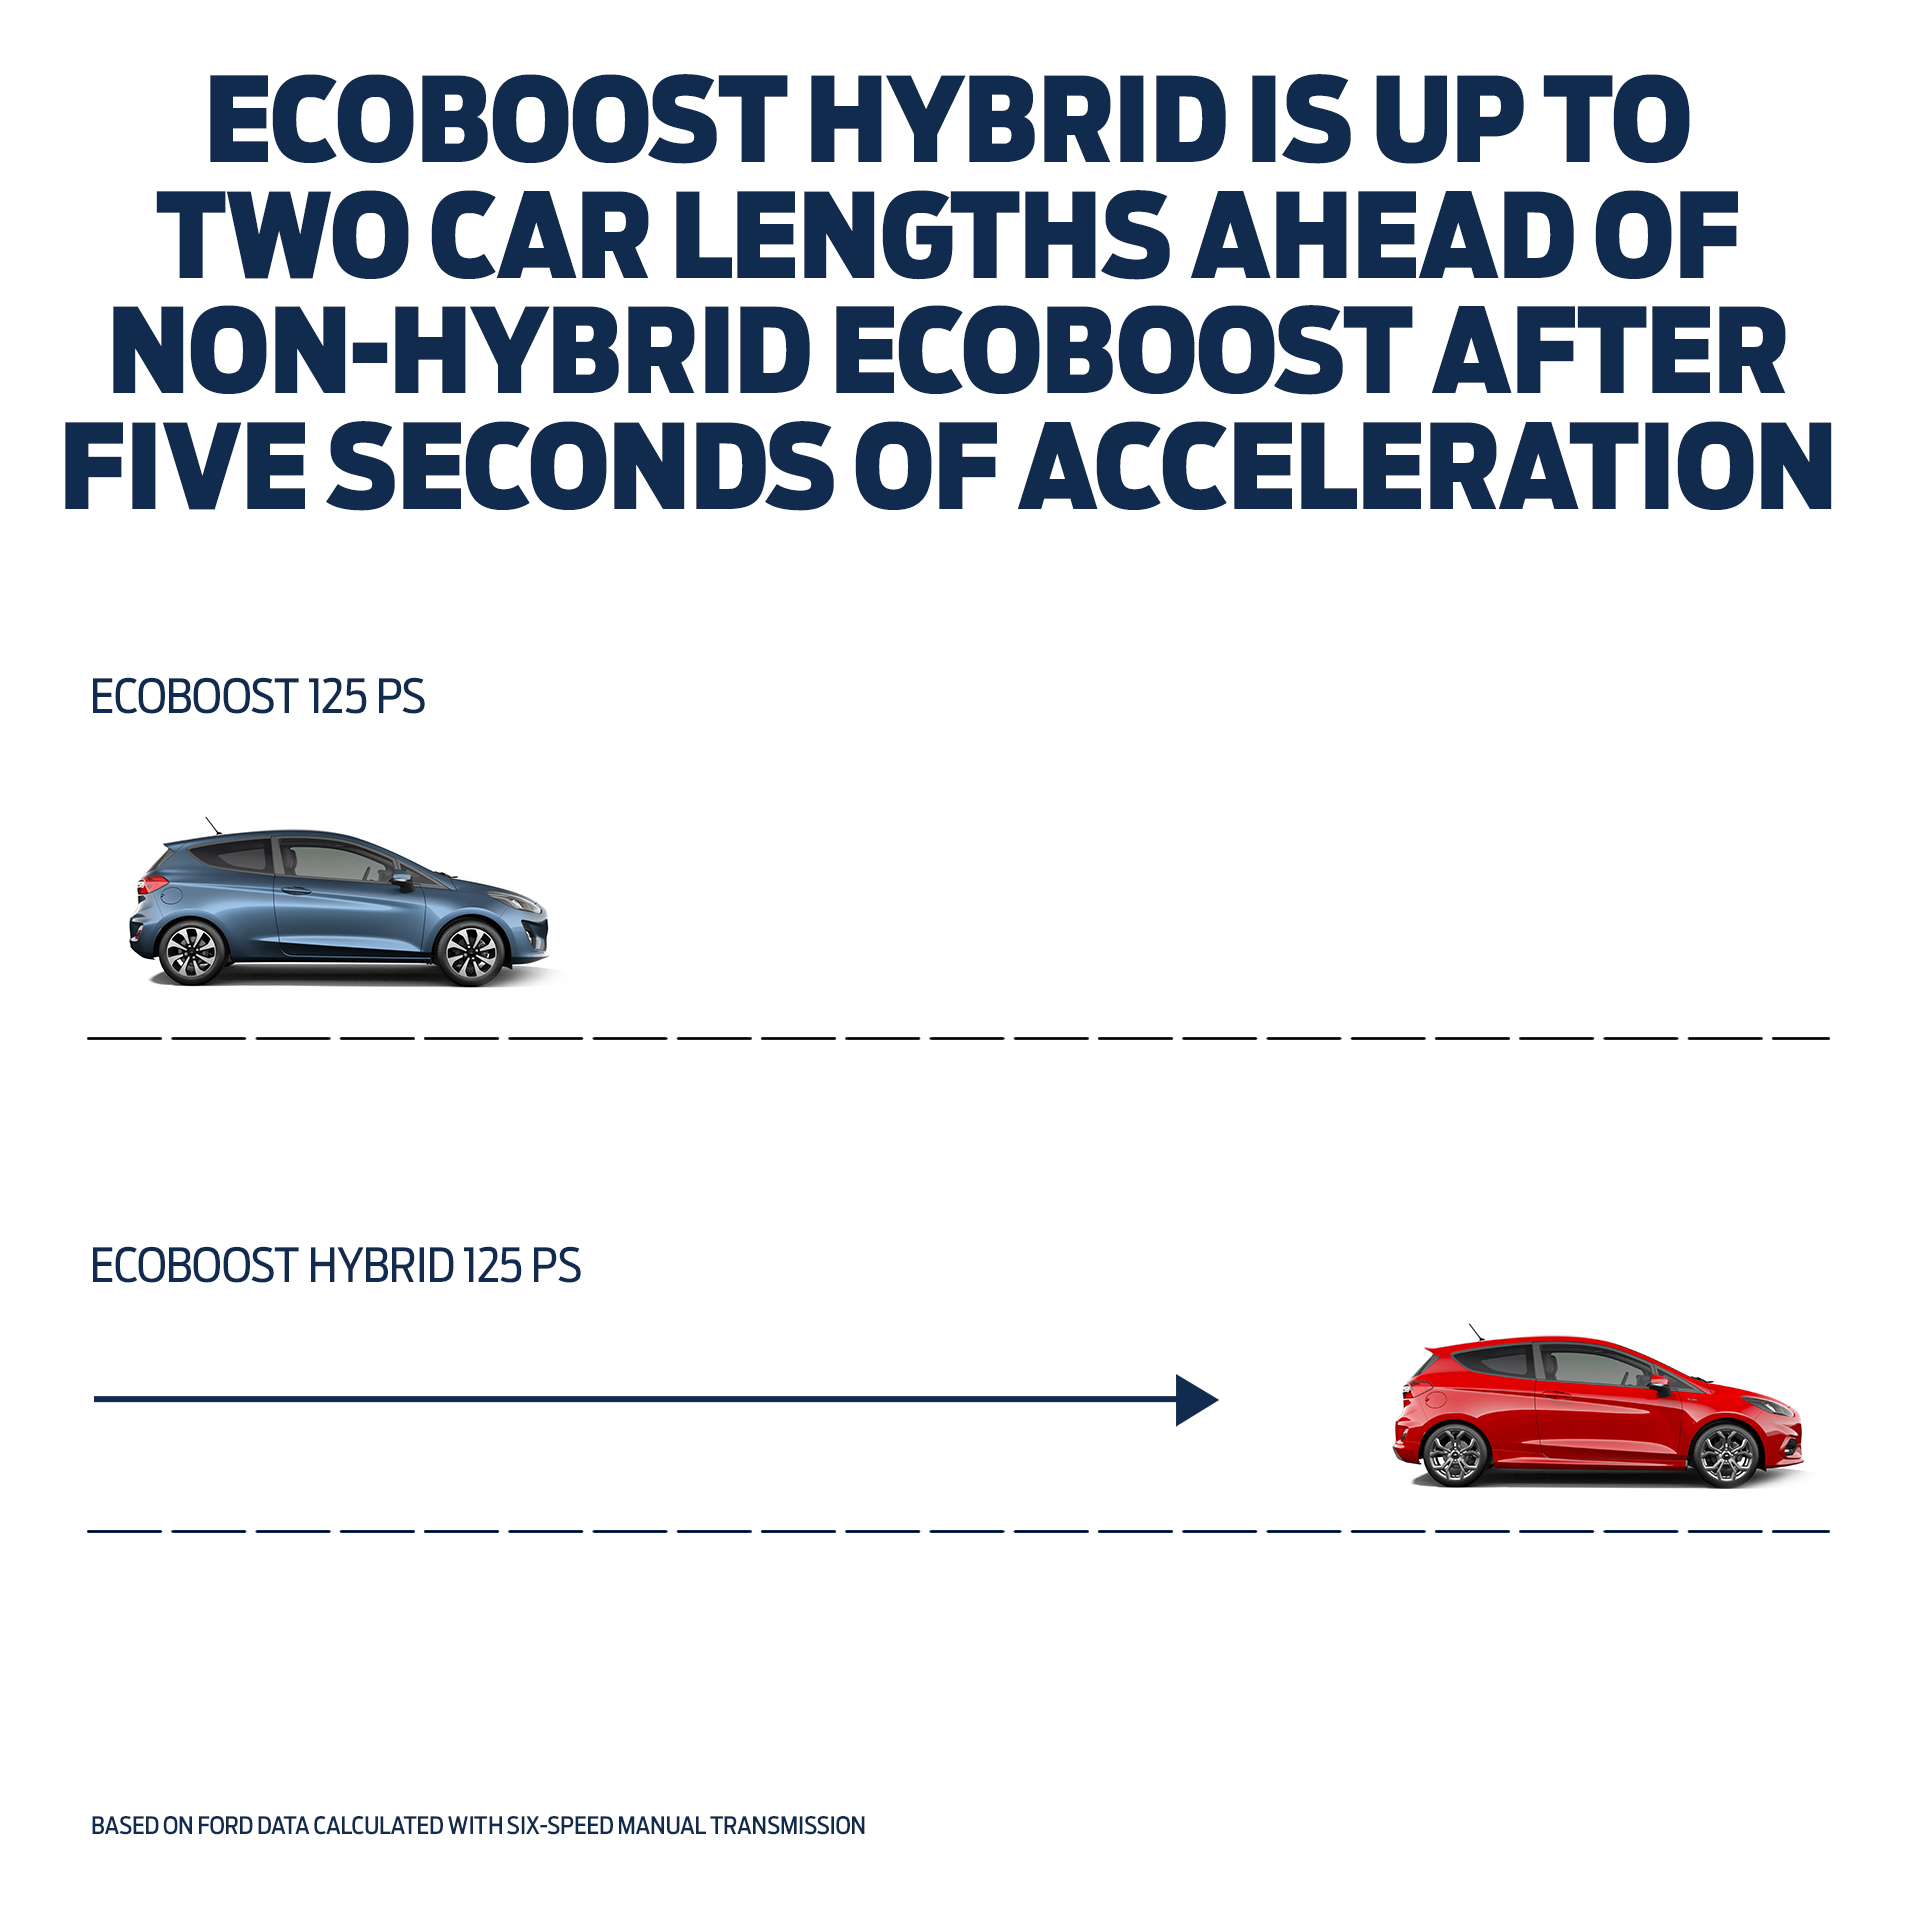 ECOBOOST HYBRID IS UP TO
TWO CAR LENGTHS AHEAD OF
NON-HYBRID ECOBOOST AFTER
FIVE SECONDS OF ACCELERATION
ECOBOOST 125 PS
ECOBOOST HYBRID 125 PS
BASED ON FORD DATA CALCULATED WITH SIX-SPEED MANUAL TRANSMISSION